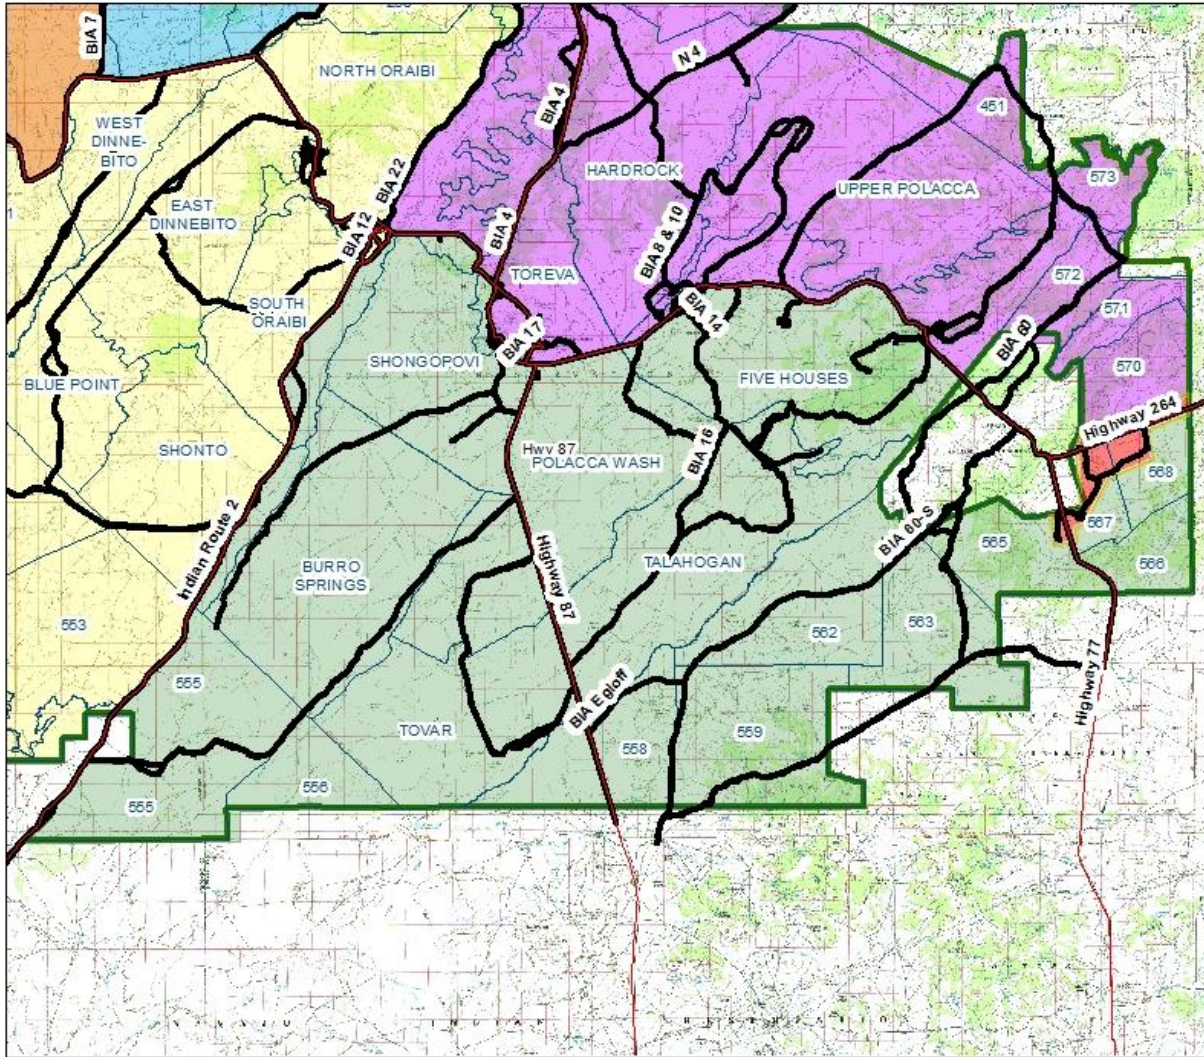 BIA 7
NORTH ORAIBI
N 4
BIA 4
451
WEST
DINNE-
BITO
HARDROCK
573
BIA 22
UPPER POLACCA
EAST
DINNEBITO
BIA 12
BIA 4
BIA 8 & 10
TOREVA
572
SOUTH
ORAIBI
BIA 14
571
BIA 17
BIA 60
SHONGOPOVI
570
BLUE POINT
FIVE HOUSES
Highway 264
SHONTO
Hwy 87
POLACCA WASH
BIA 16
568
567
Indian Route 2
BIA 60-S
565
BURRO
SPRINGS
Highway 87
TALAHOGAN
566
553
562
563
555
BIA Egloff
Highway 77
TOVAR
558
559
556
555